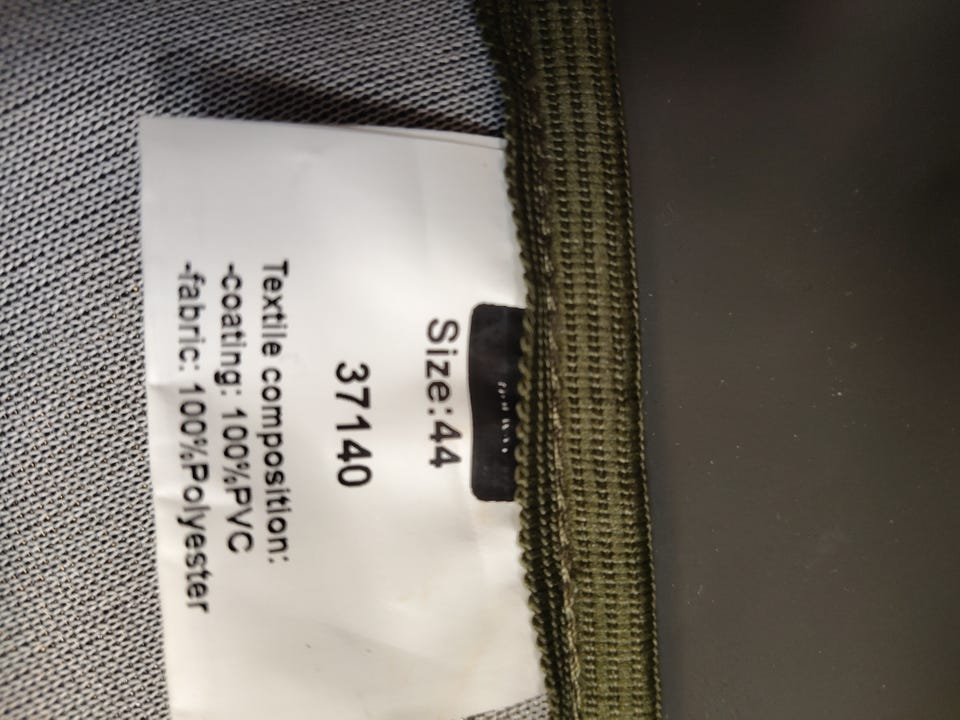 Size:44
37140
Textile composition:
-coating: 100%PVC
-fabric: 100%Polyester